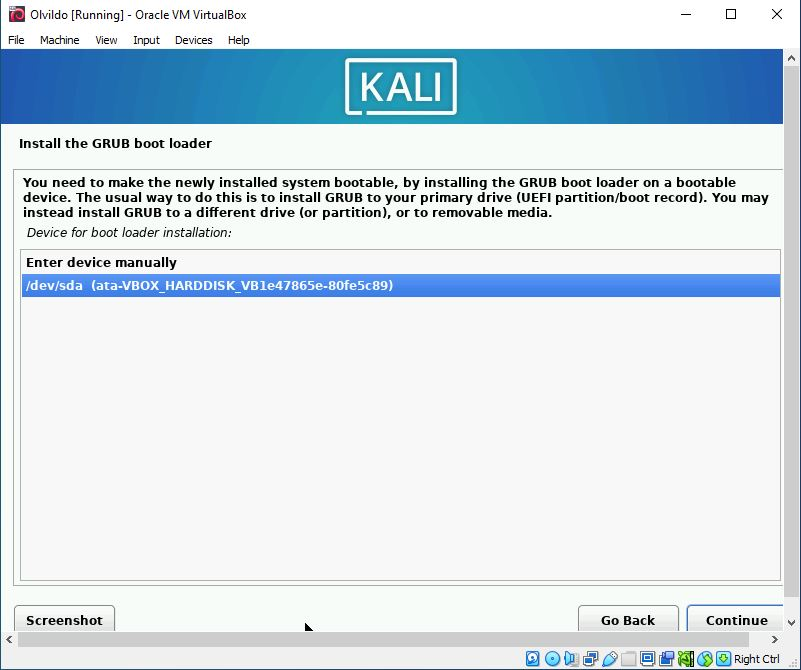 Olvildo [Running] - Oracle VM VirtualBox
File Machine View Input Devices Help
KALI
Install the GRUB boot loader
You need to make the newly installed system bootable, by installing the GRUB boot loader on a bootable
device. The usual way to do this is to install GRUB to your primary drive (UEFI partition/boot record). You may
instead install GRUB to a different drive (or partition), or to removable media.
Device for boot loader installation:
Enter device manually
/dev/sda (ata-VBOX_HARDDISK_VB1e47865e-80fe5c89)
Screenshot Go Back Continue
Right Ctrl